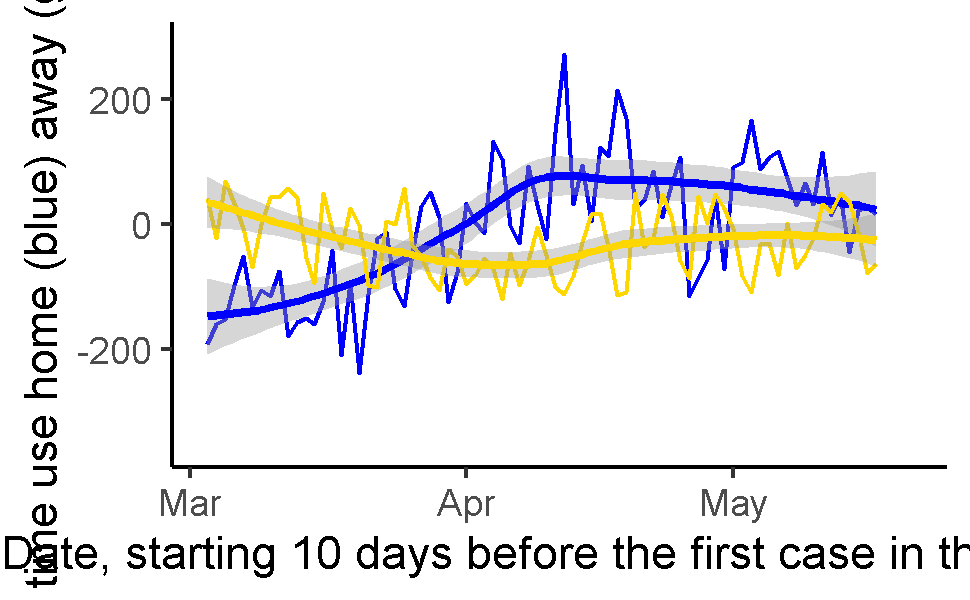 time use home (blue) away (
200
0
-200
Mar Apr May
Date, starting 10 days before the first case in th